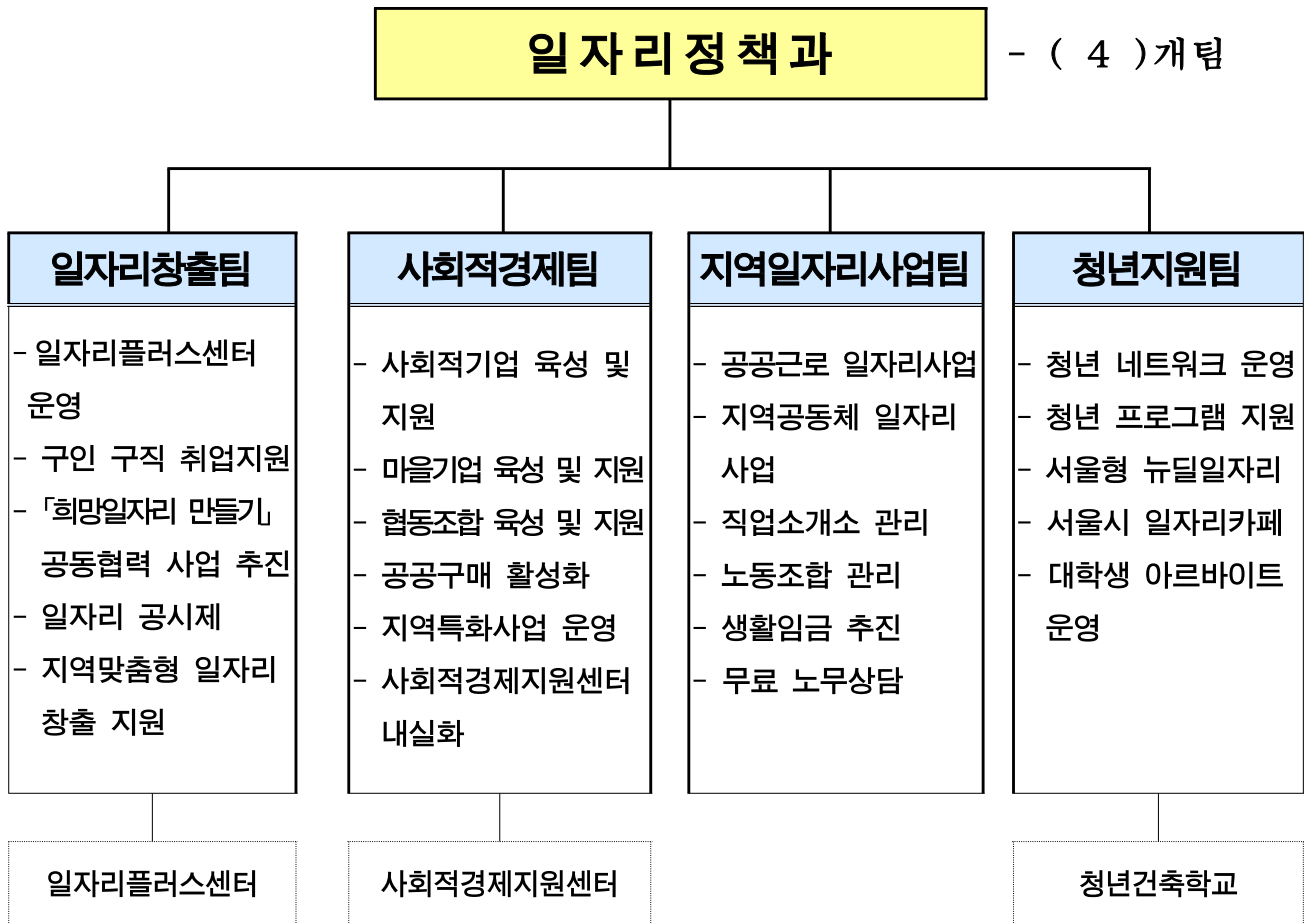 일자리정책과
- ( 4 )개팀
일자리창출팀
- 일자리플러스센터
운영
- 구인 구직 취업지원
- 「희망일자리 만들기」
공동협력 사업 추진
- 일자리 공시제
- 지역맞춤형 일자리
창출 지원
일자리플러스센터
사회적경제팀
- 사회적기업 육성 및
지원
- 마을기업 육성 및 지원
- 협동조합 육성 및 지원
- 공공구매 활성화
- 지역특화사업 운영
- 사회적경제지원센터
내실화
사회적경제지원센터
지역일자리사업팀
- 공공근로 일자리사업
- 지역공동체 일자리
사업
- 직업소개소 관리
- 노동조합 관리
- 생활임금 추진
- 무료 노무상담
청년지원팀
- 청년 네트워크 운영
- 청년 프로그램 지원
- 서울형 뉴딜일자리
- 서울시 일자리카페
- 대학생 아르바이트
운영
청년건축학교